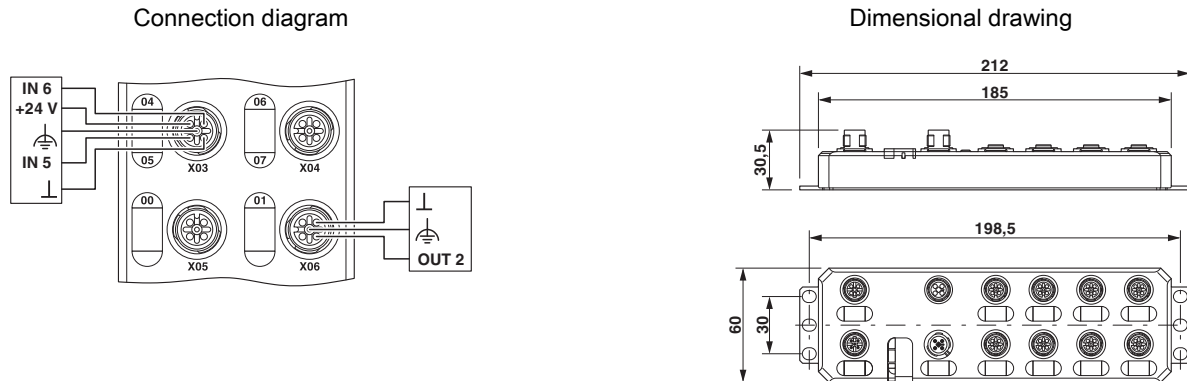 Connection diagram
Dimensional drawing
IN 6
+24 V
IN 5
04
05
X03
06
07
X04
00
X05
01
X06
OUT 2
212
185
30,5
198,5
60
30